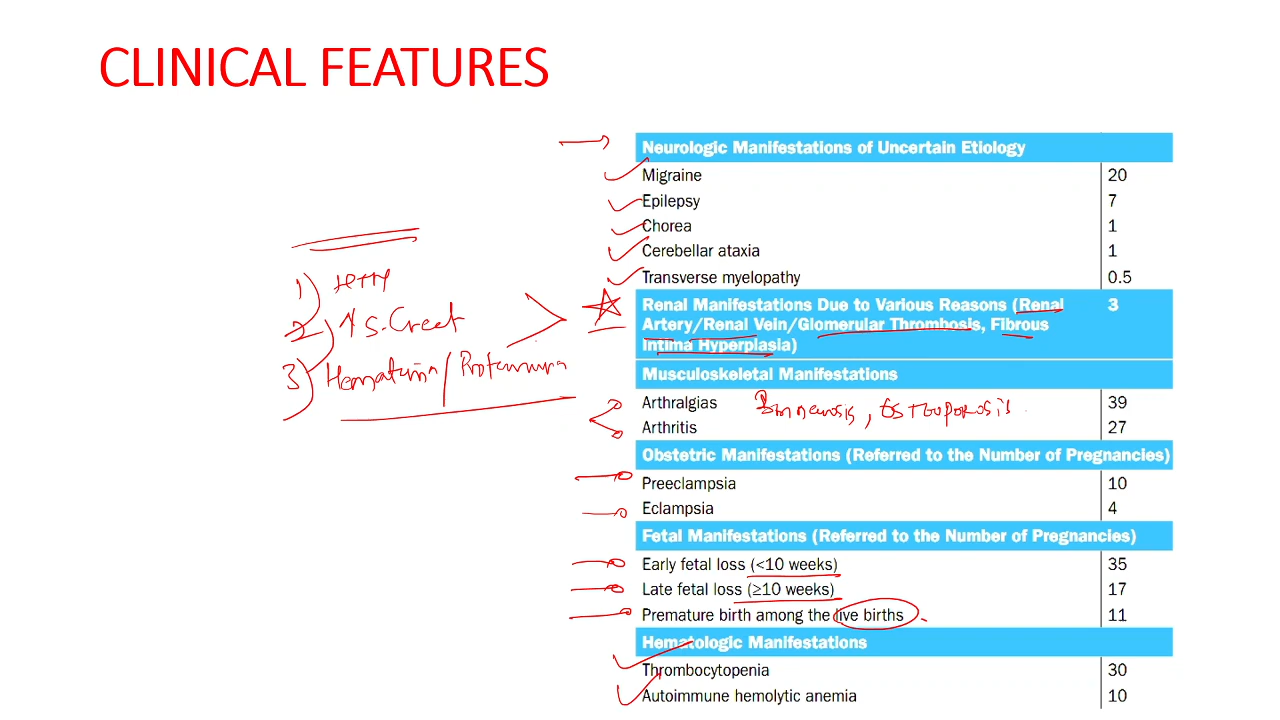 CLINICAL FEATURES
Neurologic Manifestations of Uncertain Etiology
Migraine 20
Epilepsy 7
Chorea 1
Cerebellar ataxia 1
Transverse myelopathy 0.5
Renal Manifestations Due to Various Reasons (Renal 3
Artery/Renal Vein/Glomerular Thrombosis, Fibrous
Intima Hyperplasia)
Musculoskeletal Manifestations
Arthralgias 39
Arthritis 27
Obstetric Manifestations (Referred to the Number of Pregnancies)
Preeclampsia 10
Eclampsia 4
Fetal Manifestations (Referred to the Number of Pregnancies)
Early fetal loss (<10 weeks) 35
Late fetal loss (≥10 weeks) 17
Premature birth among the live births 11
Hematologic Manifestations
Thrombocytopenia 30
Autoimmune hemolytic anemia 10
1) HTN
2) ↑ S. Creat
3) Hematuria / Proteinuria
Osteoporosis